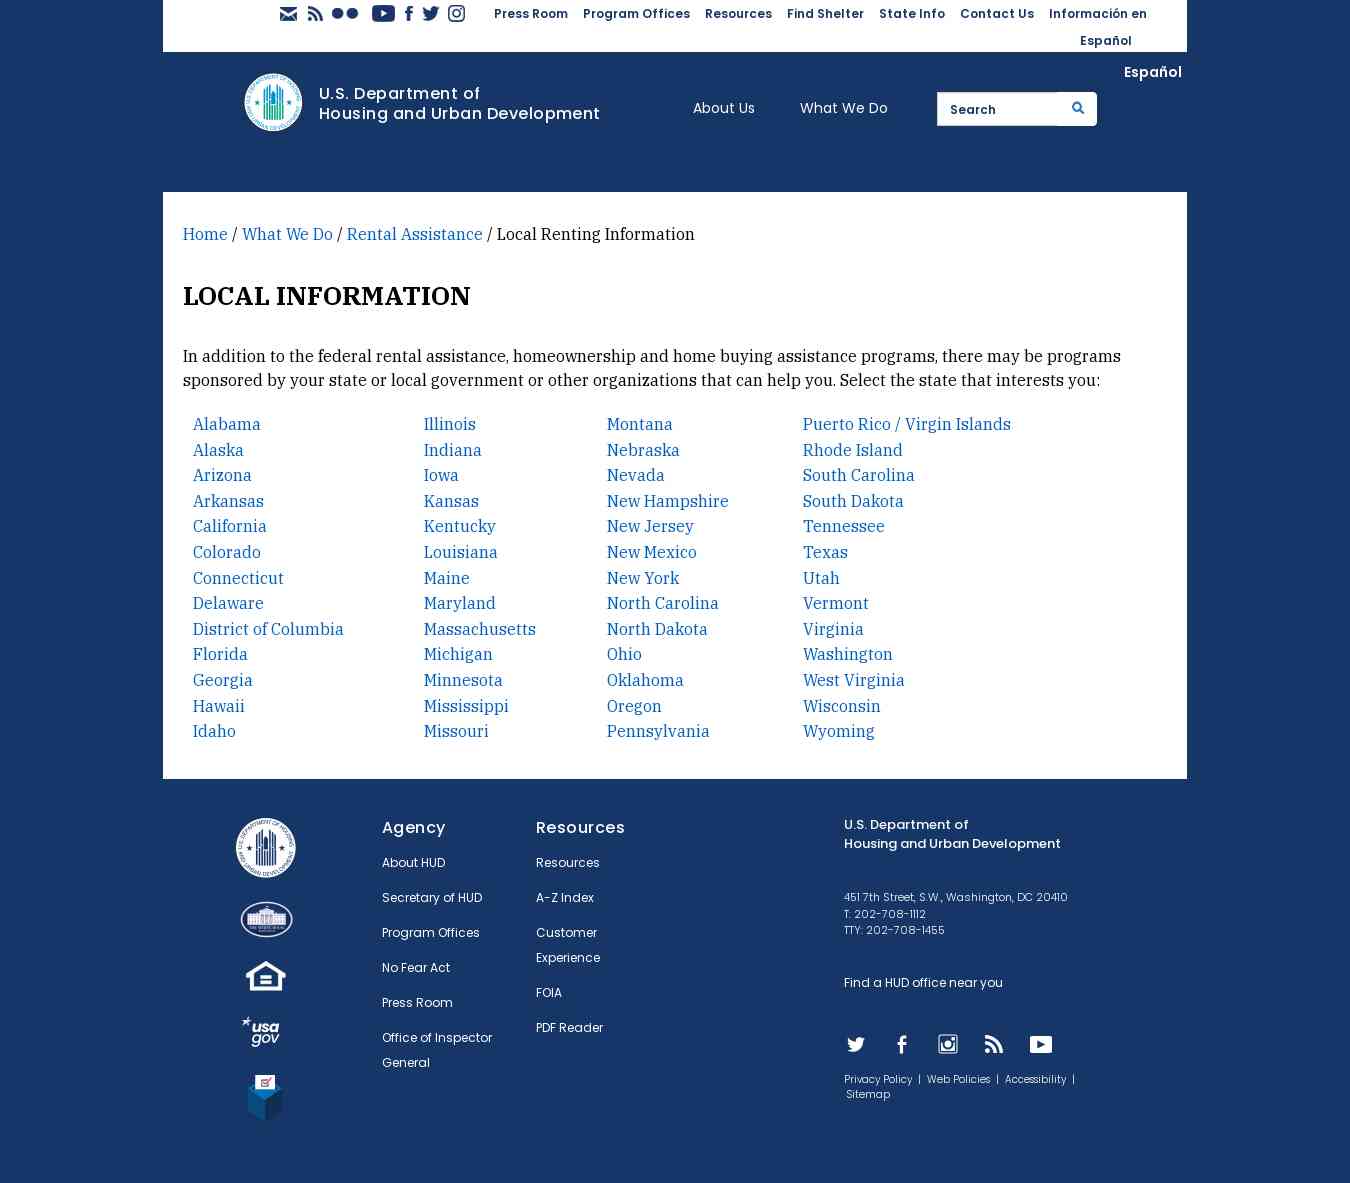 Press Room Program Offices Resources Find Shelter State Info Contact Us Información en
Español
Español
U.S. Department of
Housing and Urban Development
About Us What We Do Search
Home / What We Do / Rental Assistance / Local Renting Information
LOCAL INFORMATION
In addition to the federal rental assistance, homeownership and home buying assistance programs, there may be programs
sponsored by your state or local government or other organizations that can help you. Select the state that interests you:
Alabama
Alaska
Arizona
Arkansas
California
Colorado
Connecticut
Delaware
District of Columbia
Florida
Georgia
Hawaii
Idaho
Illinois
Indiana
Iowa
Kansas
Kentucky
Louisiana
Maine
Maryland
Massachusetts
Michigan
Minnesota
Mississippi
Missouri
Montana
Nebraska
Nevada
New Hampshire
New Jersey
New Mexico
New York
North Carolina
North Dakota
Ohio
Oklahoma
Oregon
Pennsylvania
Puerto Rico / Virgin Islands
Rhode Island
South Carolina
South Dakota
Tennessee
Texas
Utah
Vermont
Virginia
Washington
West Virginia
Wisconsin
Wyoming
usa
gov
Agency
About HUD
Secretary of HUD
Program Offices
No Fear Act
Press Room
Office of Inspector
General
Resources
Resources
A-Z Index
Customer
Experience
FOIA
PDF Reader
U.S. Department of
Housing and Urban Development
451 7th Street, S.W., Washington, DC 20410
T: 202-708-1112
TTY: 202-708-1455
Find a HUD office near you
Privacy Policy | Web Policies | Accessibility |
Sitemap